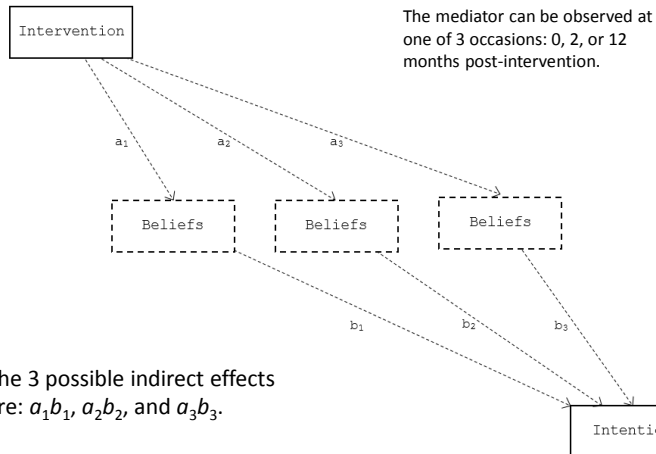 Intervention
The mediator can be observed at
one of 3 occasions: 0, 2, or 12
months post-intervention.
a₁
a₂
a₃
Beliefs
Beliefs
Beliefs
b₁
b₂
b₃
he 3 possible indirect effects
re: a₁b₁, a₂b₂, and a₃b₃.
Intentio